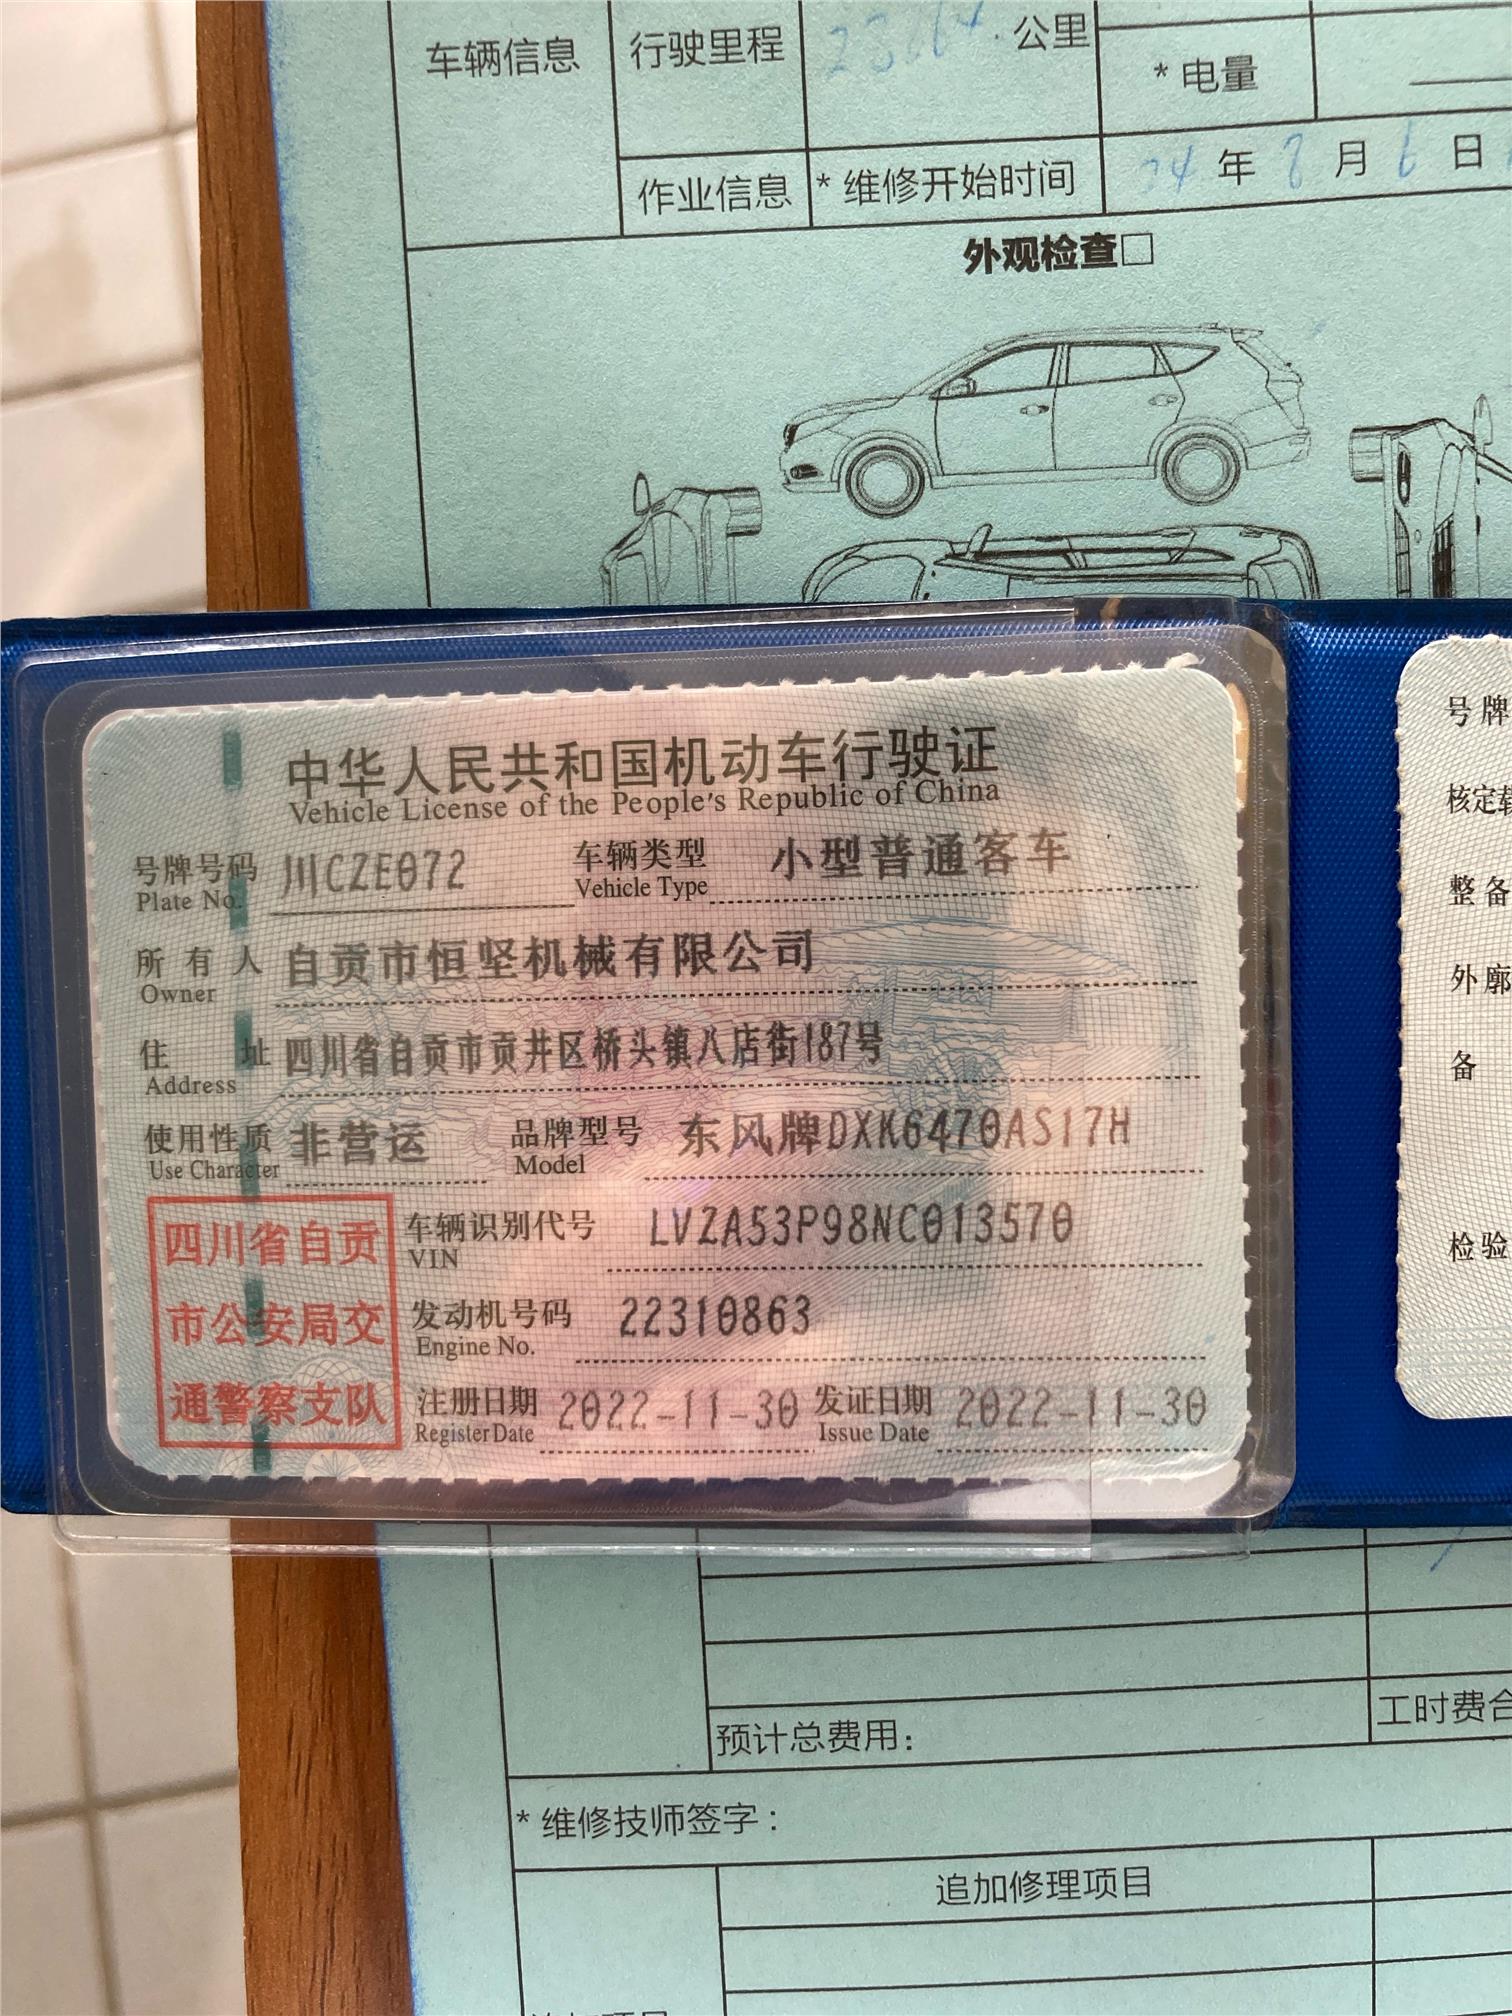 车辆信息 行驶里程 公里
* 电量
作业信息 * 维修开始时间 24 年 8 月 6 日
外观检查□
中华人民共和国机动车行驶证
Vehicle License of the People's Republic of China
号牌号码 川CZE072 车辆类型 小型普通客车
Plate No. Vehicle Type
所有人 自贡市恒坚机械有限公司
Owner
住址 四川省自贡市贡井区桥头镇八店街187号
Address
使用性质 非营运 品牌型号 东风牌DXK6470AS17H
Use Character Model
四川省自贡
市公安局交
通警察支队
车辆识别代号 LVZA53P98NC013570
VIN
发动机号码 22310863
Engine No.
注册日期 2022-11-30 发证日期 2022-11-30
Register Date Issue Date
号牌
核定载
整备
外廓
备
检验
预计总费用：
工时费合
* 维修技师签字：
追加修理项目